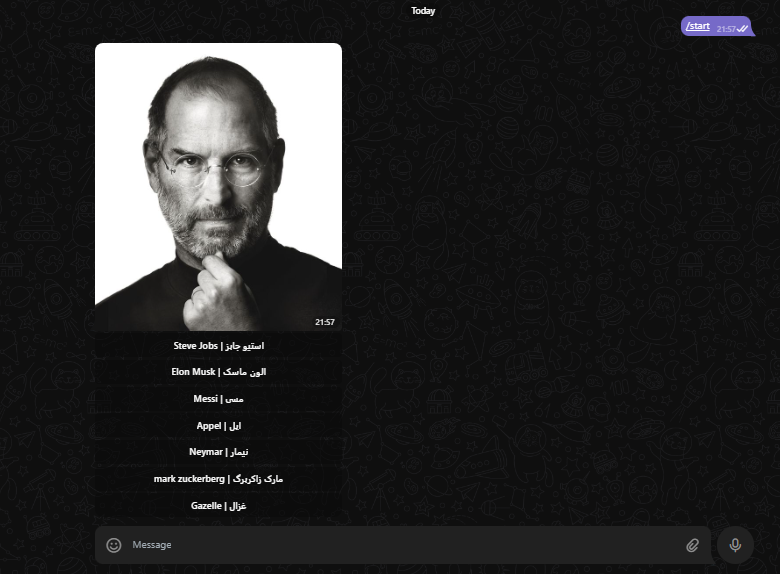 Today
/start 21:57
21:57
Steve Jobs | استیو جابز
Elon Musk | الون ماسک
Messi | مسی
Appel | اپل
Neymar | نیمار
mark zuckerberg | مارک زاکربرگ
Gazelle | غزال
Message